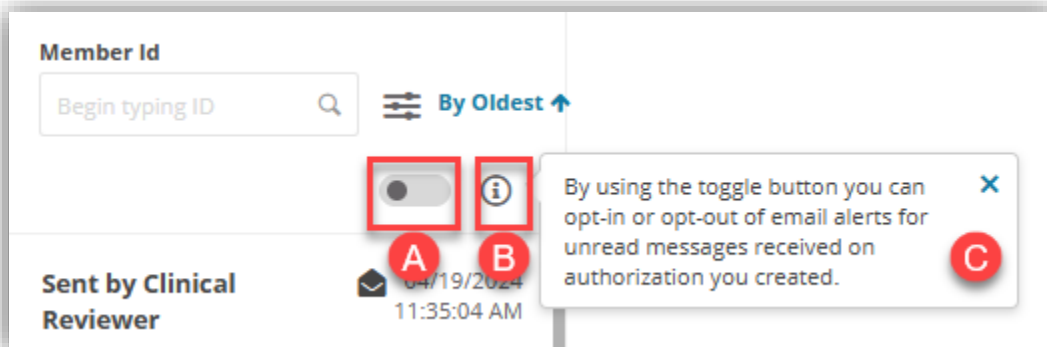 Member Id
Begin typing ID
By Oldest
A
B
By using the toggle button you can
opt-in or opt-out of email alerts for
unread messages received on
authorization you created.
C
Sent by Clinical
Reviewer
04/19/2024
11:35:04 AM